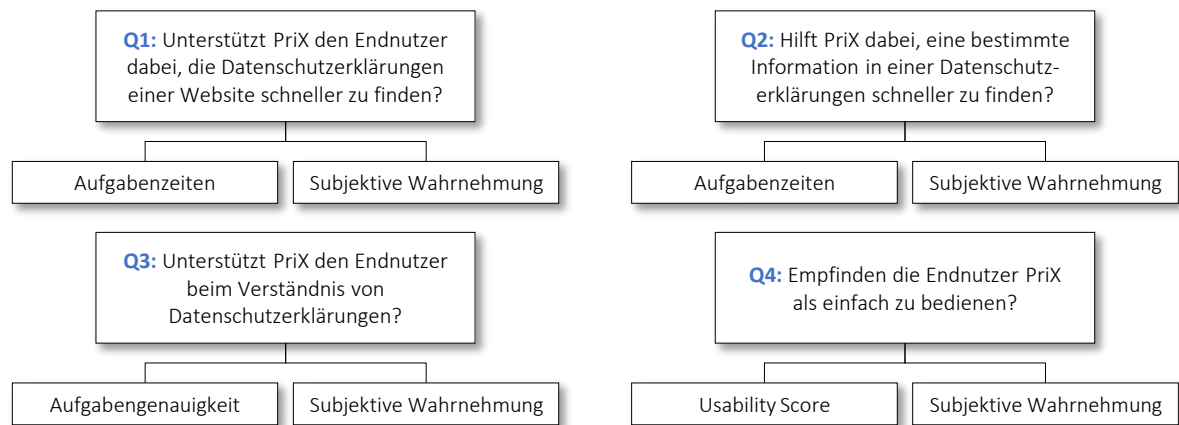 Q1: Unterstützt PriX den Endnutzer
dabei, die Datenschutzerklärungen
einer Website schneller zu finden?
Aufgabenzeiten
Subjektive Wahrnehmung
Q2: Hilft PriX dabei, eine bestimmte
Information in einer Datenschutz-
erklärungen schneller zu finden?
Aufgabenzeiten
Subjektive Wahrnehmung
Q3: Unterstützt PriX den Endnutzer
beim Verständnis von
Datenschutzerklärungen?
Aufgabengenauigkeit
Subjektive Wahrnehmung
Q4: Empfinden die Endnutzer PriX
als einfach zu bedienen?
Usability Score
Subjektive Wahrnehmung